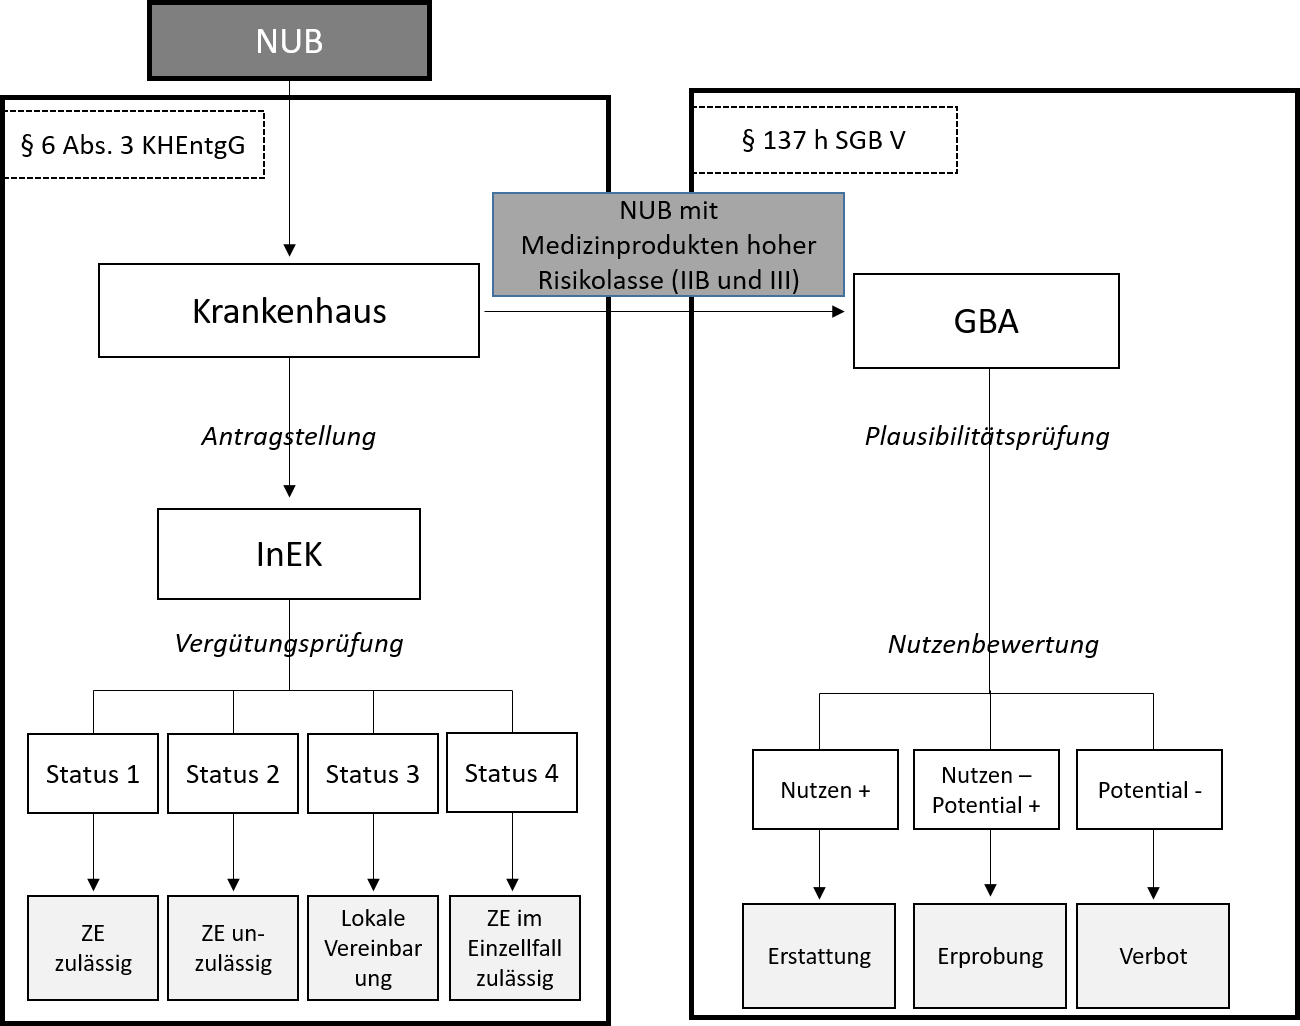 NUB
§ 6 Abs. 3 KHEntgG
§ 137 h SGB V
NUB mit
Medizinprodukten hoher
Risikolasse (IIB und III)
Krankenhaus
GBA
Antragstellung
Plausibilitätsprüfung
InEK
Vergütungsprüfung
Nutzenbewertung
Status 1
Status 2
Status 3
Status 4
Nutzen +
Nutzen –
Potential +
Potential -
ZE
zulässig
ZE un-
zulässig
Lokale
Vereinbar
ung
ZE im
Einzellfall
zulässig
Erstattung
Erprobung
Verbot